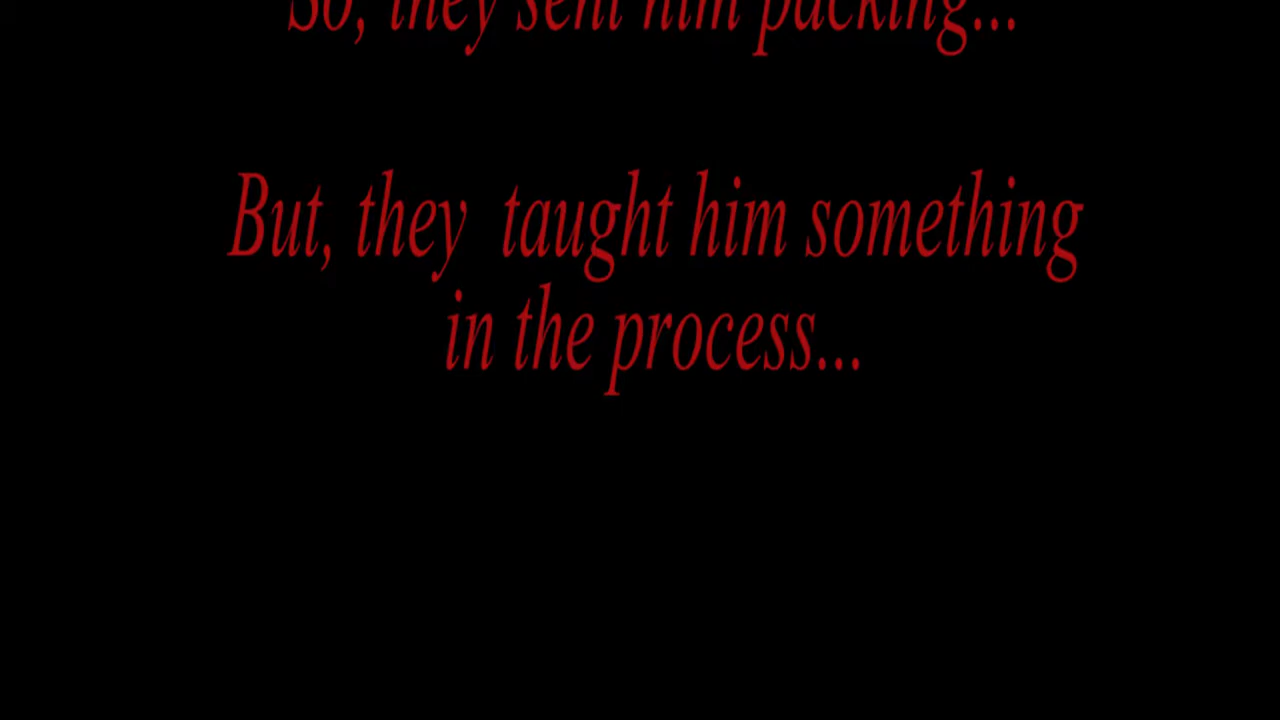 So, they sent him packing...
But, they taught him something
in the process...